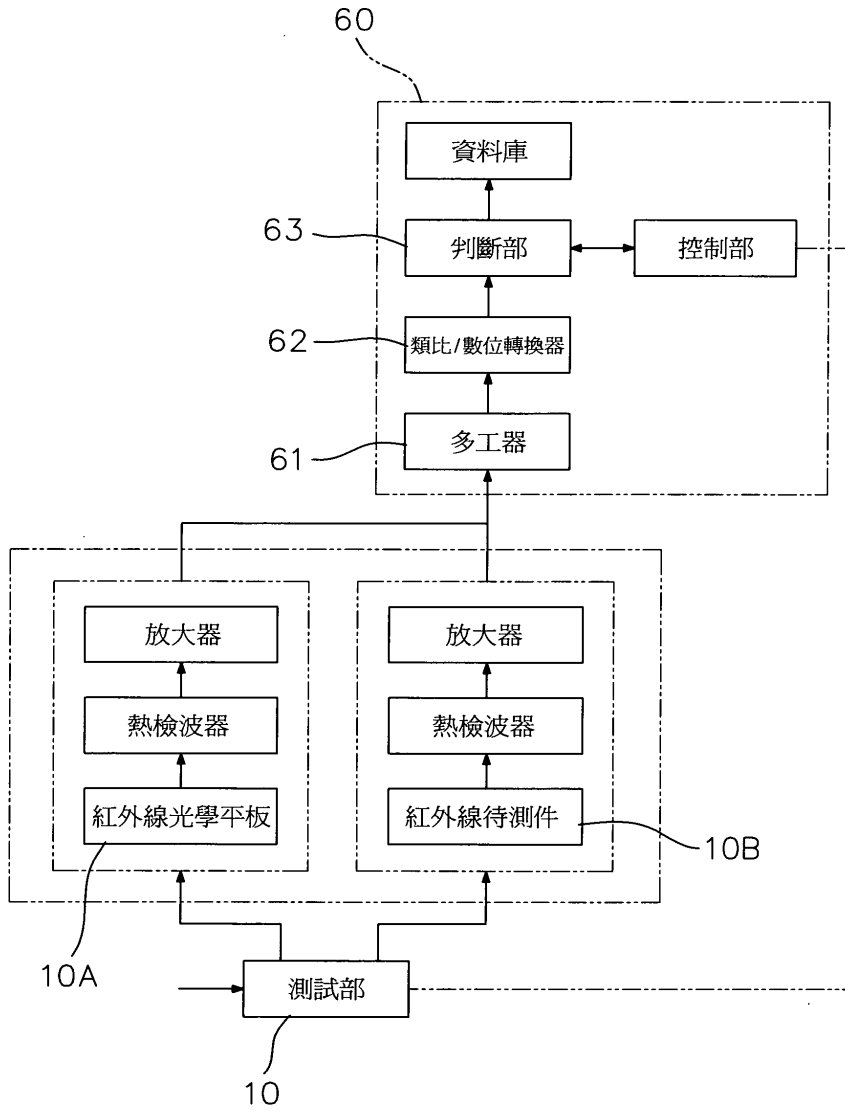 60
資料庫
63
判斷部
控制部
62
類比/數位轉換器
61
多工器
放大器
放大器
熱檢波器
熱檢波器
紅外線光學平板
紅外線待測件
10B
10A
測試部
10